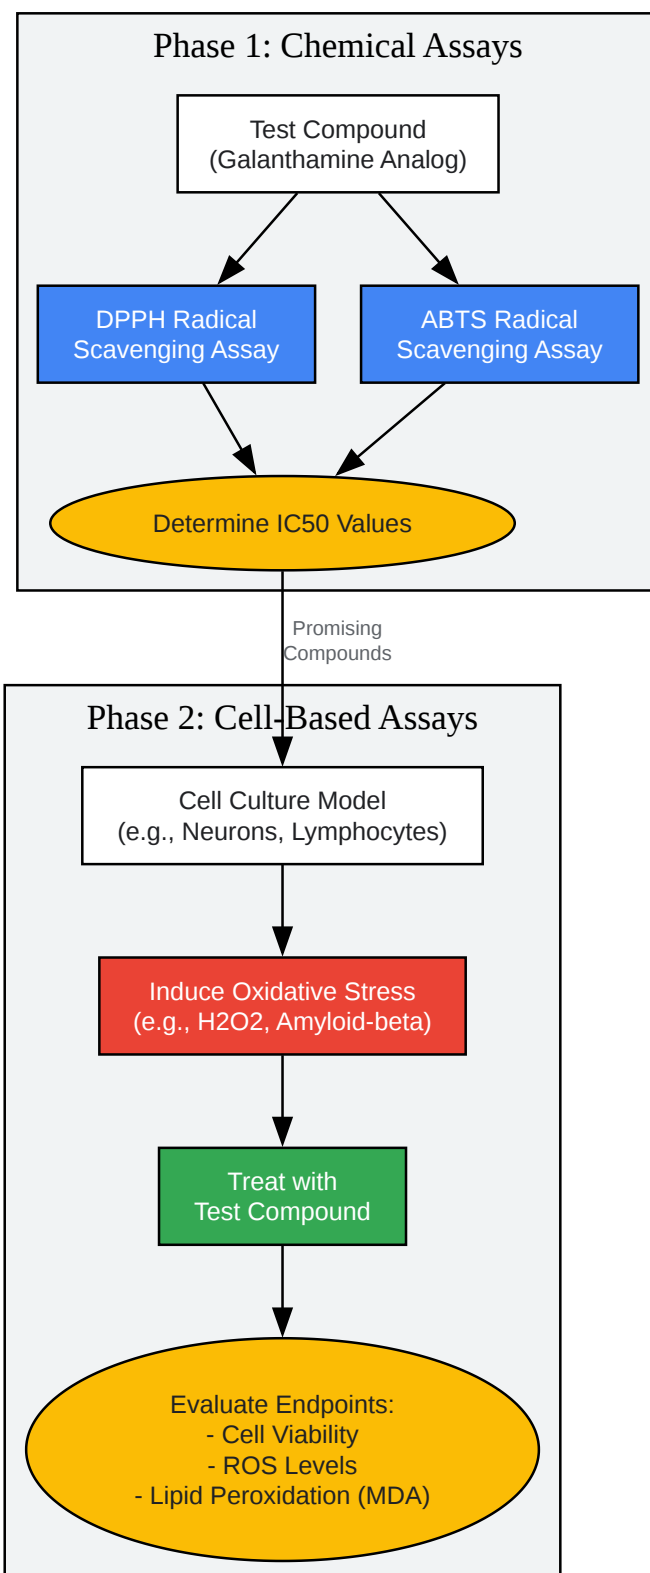 Phase 1: Chemical Assays
Test Compound
(Galanthamine Analog)
DPPH Radical
Scavenging Assay
ABTS Radical
Scavenging Assay
Determine IC50 Values
Promising
Compounds
Phase 2: Cell-Based Assays
Cell Culture Model
(e.g., Neurons, Lymphocytes)
Induce Oxidative Stress
(e.g., H2O2, Amyloid-beta)
Treat with
Test Compound
Evaluate Endpoints:
- Cell Viability
- ROS Levels
- Lipid Peroxidation (MDA)